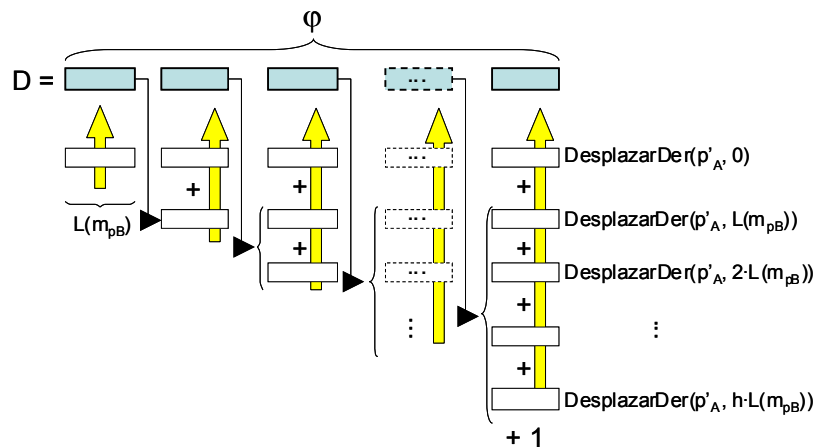 φ
D =
...
... DesplazarDer(p'A, 0)
+ + +
L(mpB) ... DesplazarDer(p'A, L(mpB))
+ +
... DesplazarDer(p'A, 2·L(mpB))
⋮ + ⋮
+
DesplazarDer(p'A, h·L(mpB))
+ 1